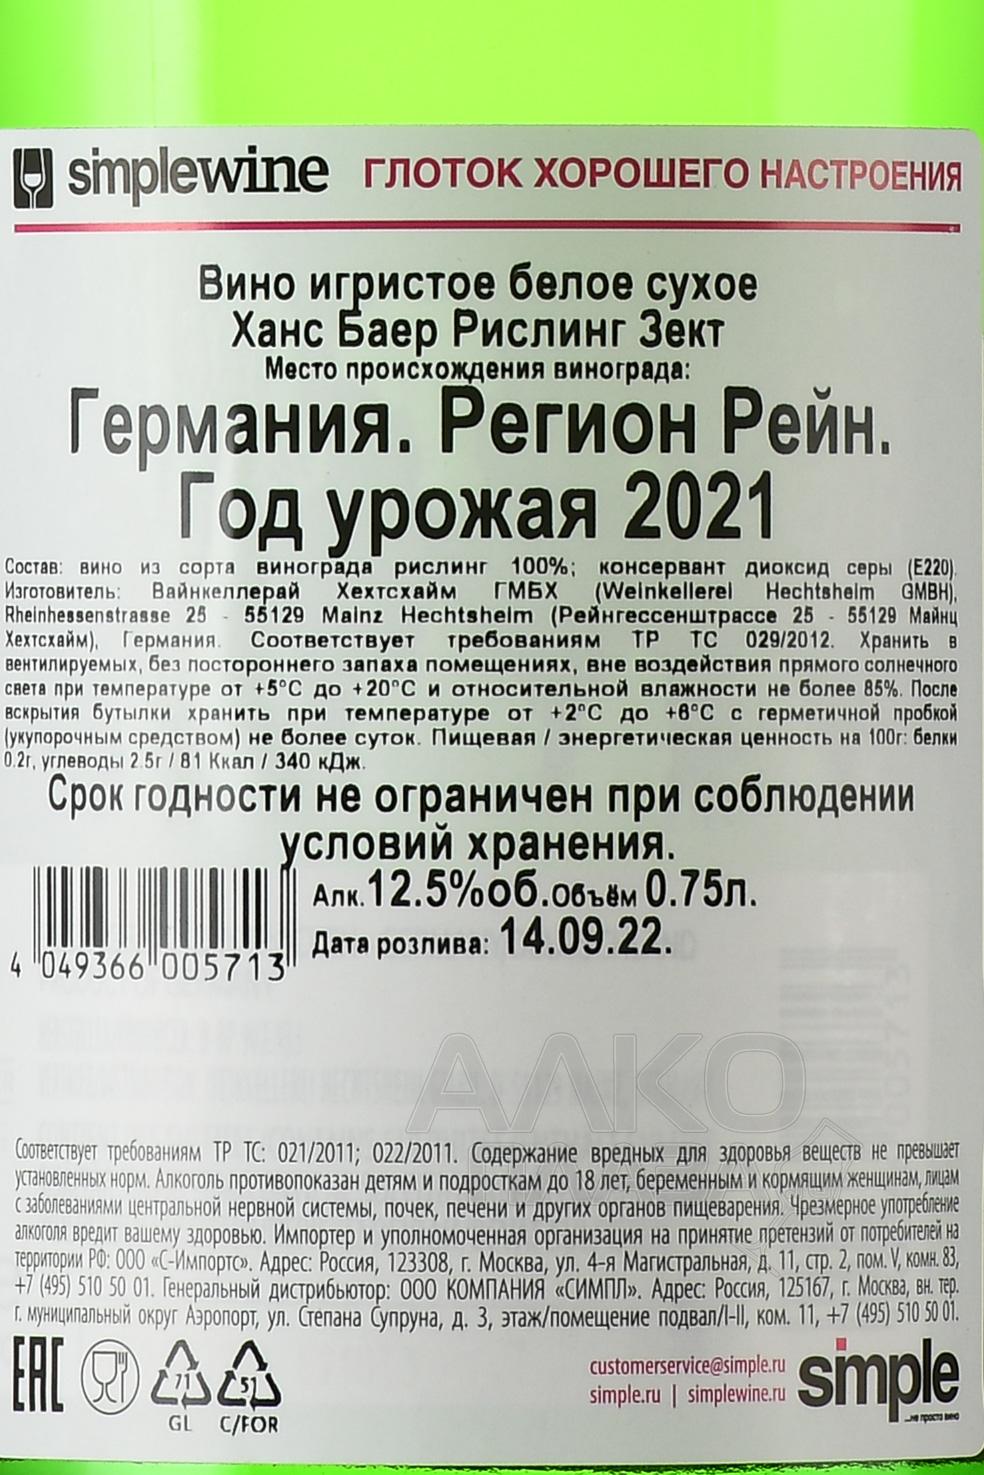 simplewine ГЛОТОК ХОРОШЕГО НАСТРОЕНИЯ
Вино игристое белое сухое
Ханс Баер Рислинг Зект
Место происхождения винограда:
Германия. Регион Рейн.
Год урожая 2021
Состав: вино из сорта винограда рислинг 100%; консервант диоксид серы (Е220).
Изготовитель: Вайнкеллерай Хехтсхайм ГМБХ (Weinkellerei Hechtsheim GMBH),
Rheinhessenstrasse 25 - 55129 Mainz Hechtsheim (Рейнгессенштрассе 25 - 55129 Майнц
Хехтсхайм), Германия. Соответствует требованиям ТР ТС 029/2012. Хранить в
вентилируемых, без постороннего запаха помещениях, вне воздействия прямого солнечного
света при температуре от +5°С до +20°С и относительной влажности не более 85%. После
вскрытия бутылки хранить при температуре от +2°С до +6°С с герметичной пробкой
(укупорочным средством) не более суток. Пищевая / энергетическая ценность на 100г: белки
0.2г, углеводы 2.5г / 81 Ккал / 340 кДж.
Срок годности не ограничен при соблюдении
условий хранения.
Алк.12.5%об.Объём 0.75л.
Дата розлива: 14.09.22.
4 049366 005713
АЛКО
Соответствует требованиям ТР ТС: 021/2011; 022/2011. Содержание вредных для здоровья веществ не превышает
установленных норм. Алкоголь противопоказан детям и подросткам до 18 лет, беременным и кормящим женщинам, лицам
с заболеваниями центральной нервной системы, почек, печени и других органов пищеварения. Чрезмерное употребление
алкоголя вредит вашему здоровью. Импортер и уполномоченная организация на принятие претензий от потребителей на
территории РФ: ООО «С-Импортс». Адрес: Россия, 123308, г. Москва, ул. 4-я Магистральная, д. 11, стр. 2, пом. V, комн. 83,
+7 (495) 510 50 01. Генеральный дистрибьютор: ООО КОМПАНИЯ «СИМПЛ». Адрес: Россия, 125167, г. Москва, вн. тер.
г. муниципальный округ Аэропорт, ул. Степана Супруна, д. 3, этаж/помещение подвал/I-II, ком. 11, +7 (495) 510 50 01.
EAC
71
GL
51
C/FOR
customerservice@simple.ru
simple.ru | simplewine.ru
simple
...не просто вино